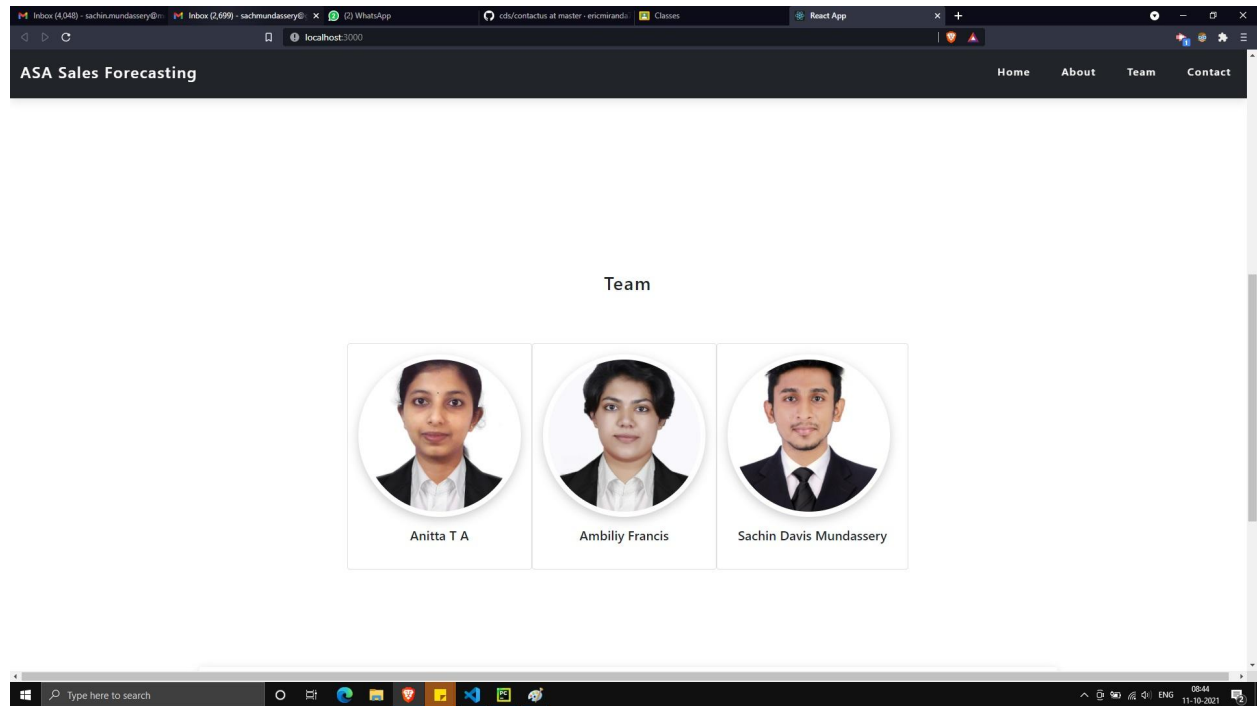 Inbox (4,048) - sachin.mundassery@m
Inbox (2,699) - sachmundassery@
(2) WhatsApp
cds/contactus at master · ericmiranda
Classes
React App
localhost:3000
ASA Sales Forecasting
Home
About
Team
Contact
Team
Anitta T A
Ambiliy Francis
Sachin Davis Mundassery
Type here to search
ENG
08:44
11-10-2021